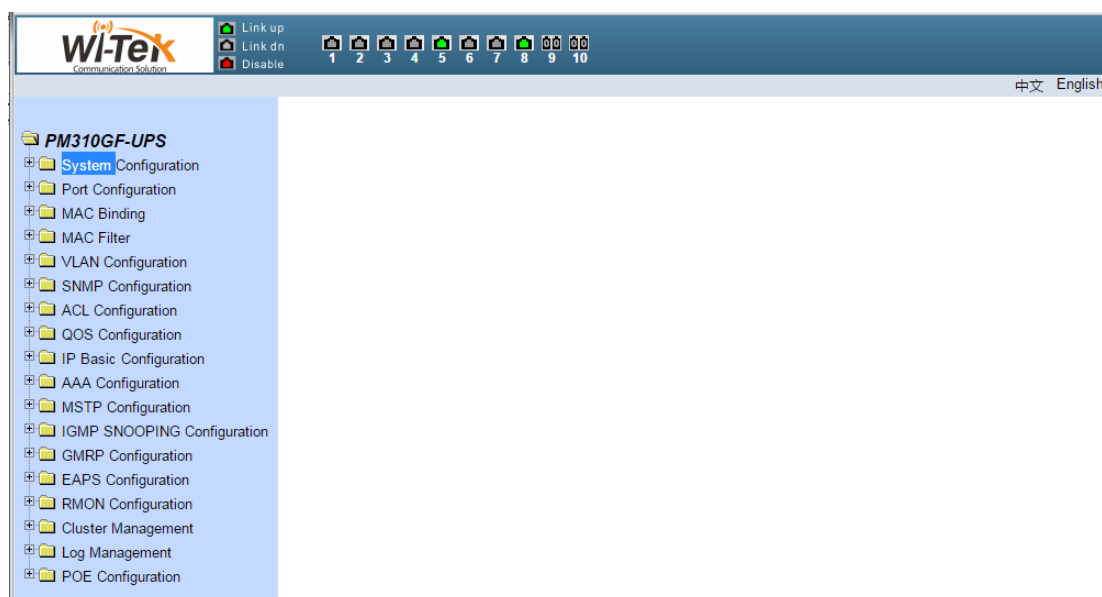 WI-TEK
Communication Solution
Link up
Link dn
Disable
1 2 3 4 5 6 7 8 9 10
中文 English
PM310GF-UPS
System Configuration
Port Configuration
MAC Binding
MAC Filter
VLAN Configuration
SNMP Configuration
ACL Configuration
QOS Configuration
IP Basic Configuration
AAA Configuration
MSTP Configuration
IGMP SNOOPING Configuration
GMRP Configuration
EAPS Configuration
RMON Configuration
Cluster Management
Log Management
POE Configuration